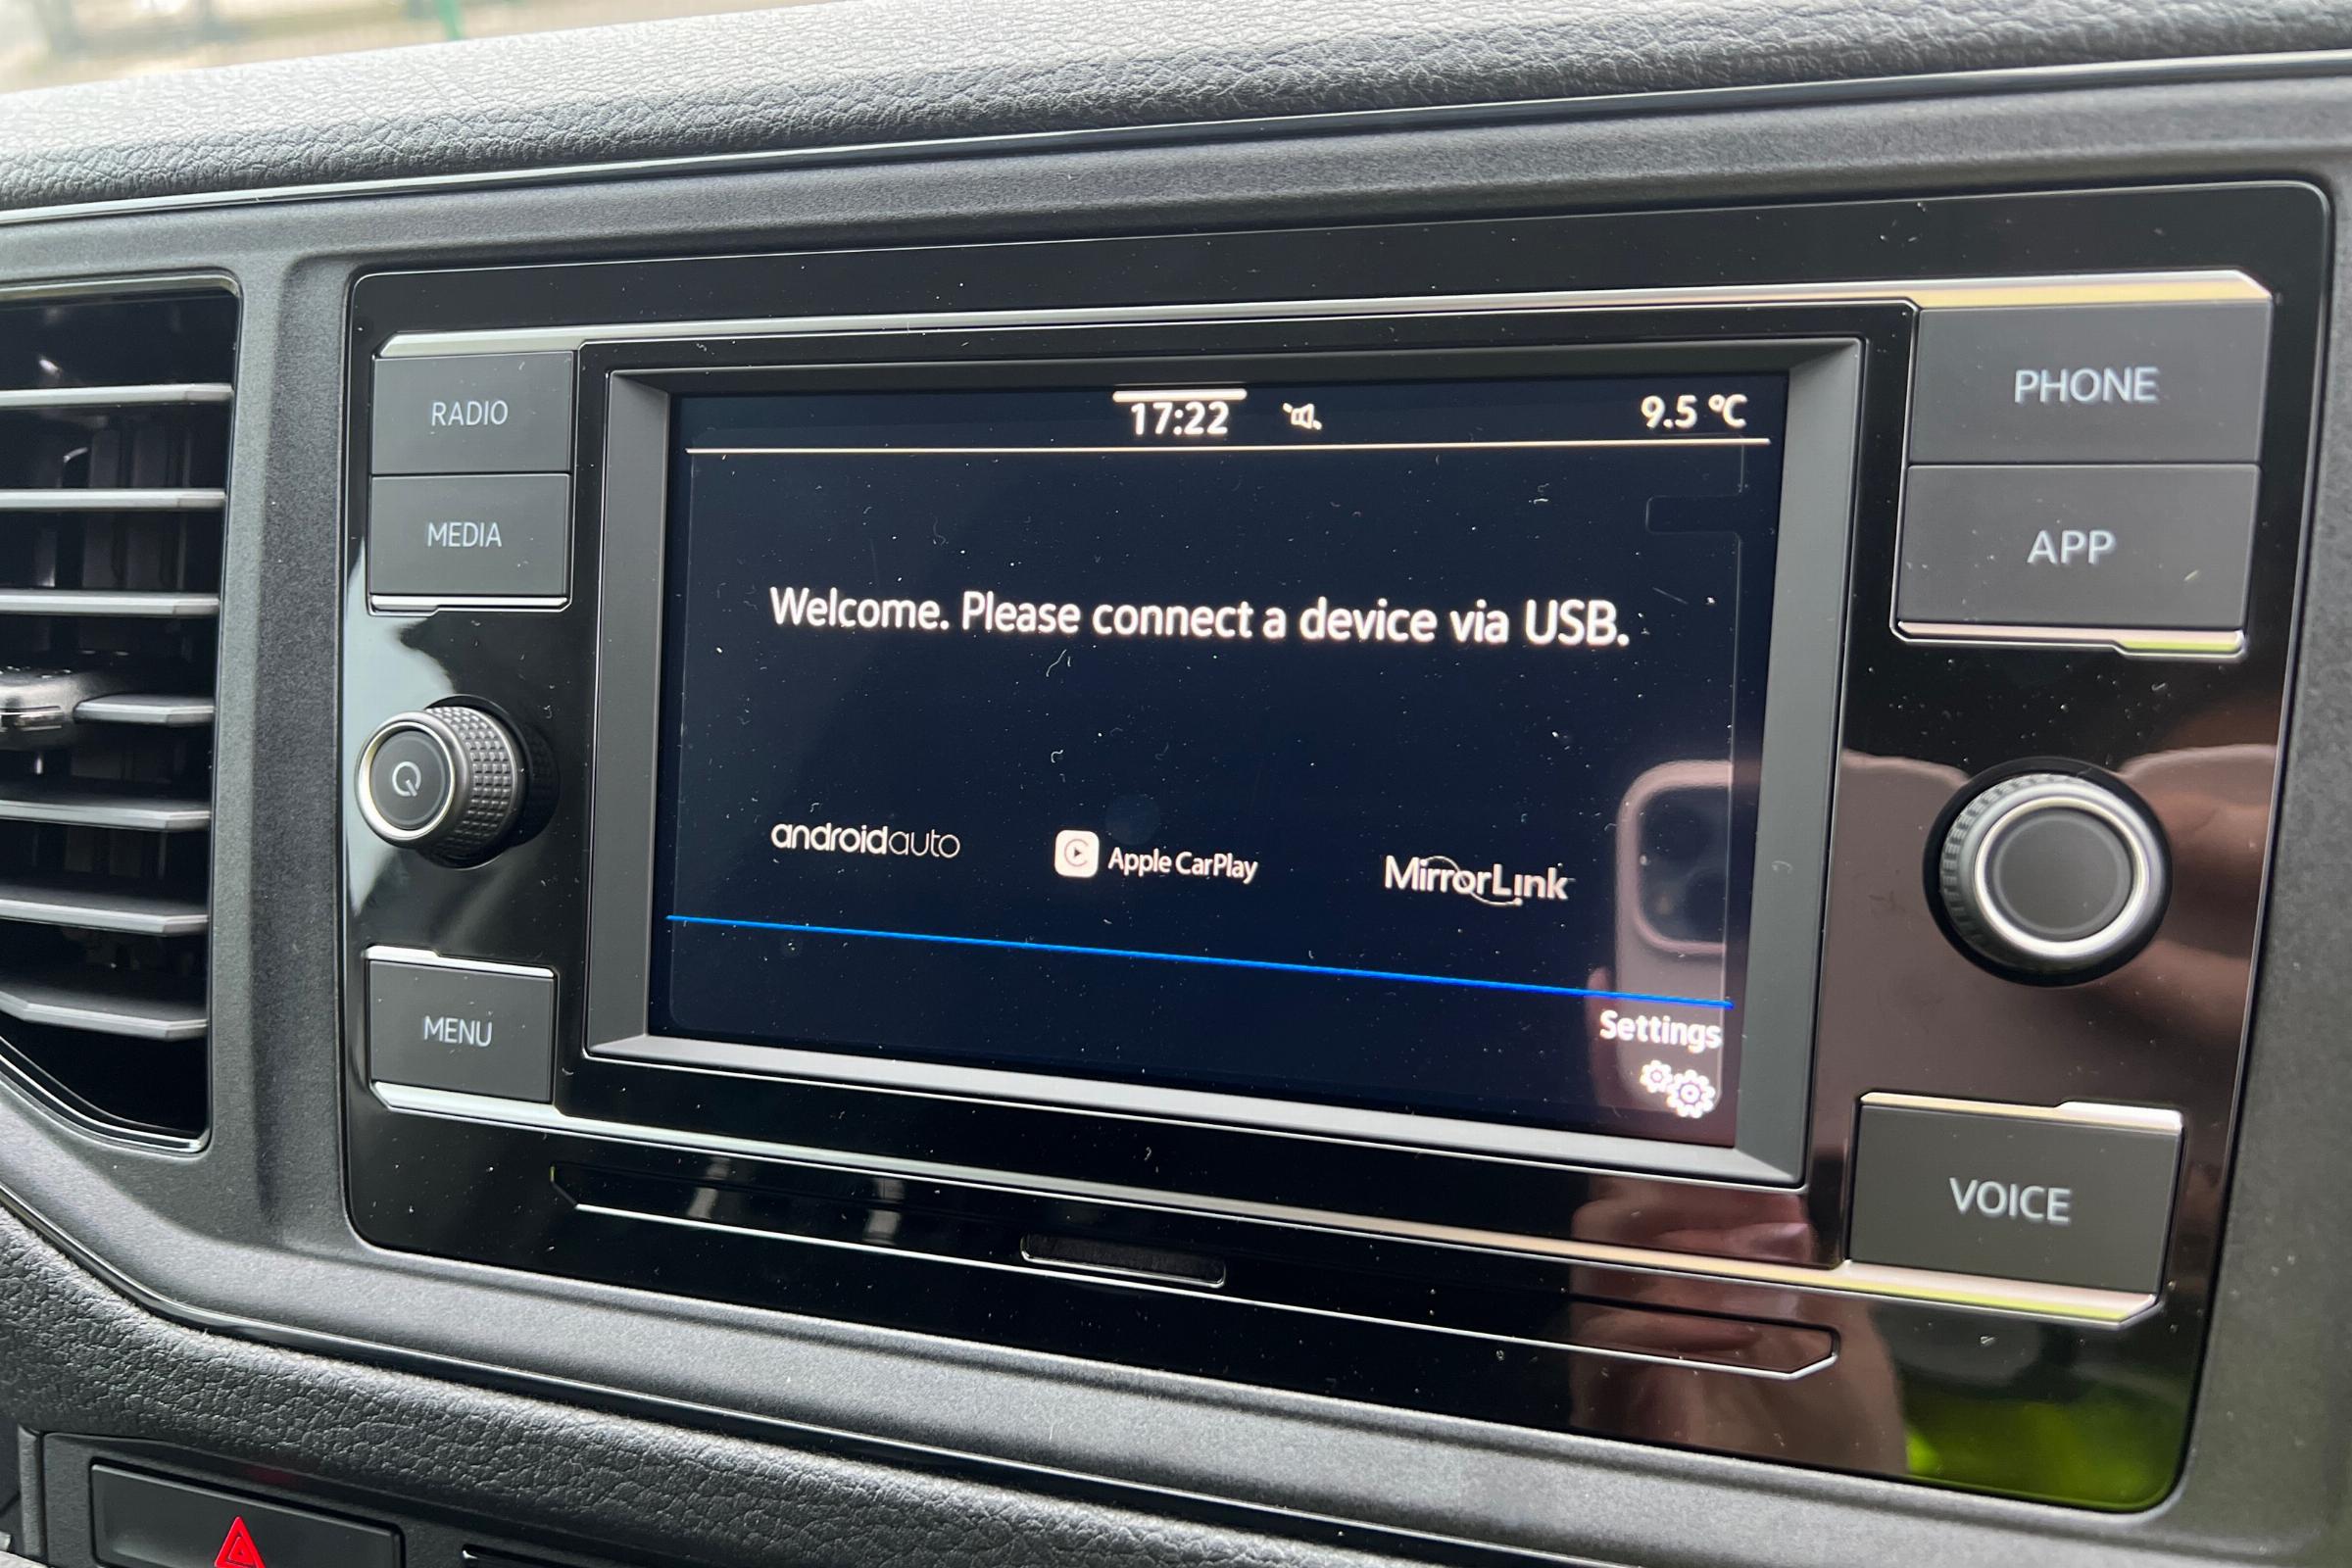 RADIO
MEDIA
MENU
17:22
9.5 °C
Welcome. Please connect a device via USB.
androidauto
Apple CarPlay
MirrorLink
Settings
PHONE
APP
VOICE